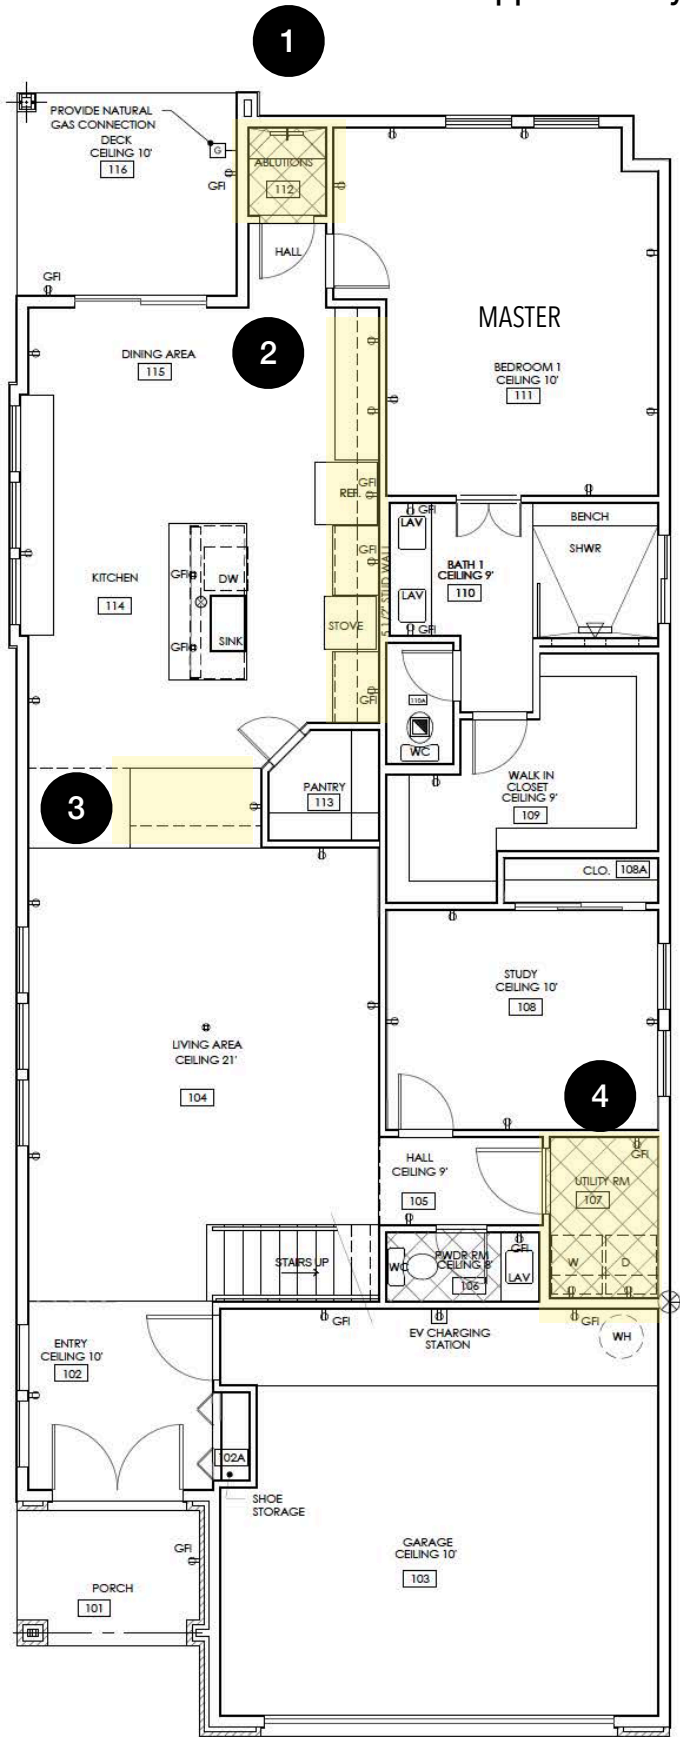 1
PROVIDE NATURAL
GAS CONNECTION
DECK
CEILING 10'
116
G
GFI
ABLUTIONS
112
HALL
GFI
2
DINING AREA
115
MASTER
BEDROOM 1
CEILING 10'
111
GFI
REF.
GFI
LAV
BENCH
SHWR
BATH 1
CEILING 9'
110
GFI
5 1/2" STUD WALL
KITCHEN
114
GFI
DW
LAV
STOVE
GFI
SINK
GFI
GFI
110A
WC
3
PANTRY
113
WALK IN
CLOSET
CEILING 9'
109
CLO. 108A
STUDY
CEILING 10'
108
LIVING AREA
CEILING 21'
104
4
HALL
CEILING 9'
105
GFI
UTILITY RM
107
STAIRS UP
WC
PWDR RM
CEILING 8'
106
GFI
LAV
W
D
GFI
EV CHARGING
STATION
GFI
WH
ENTRY
CEILING 10'
102
102A
SHOE
STORAGE
GFI
GARAGE
CEILING 10'
103
PORCH
101